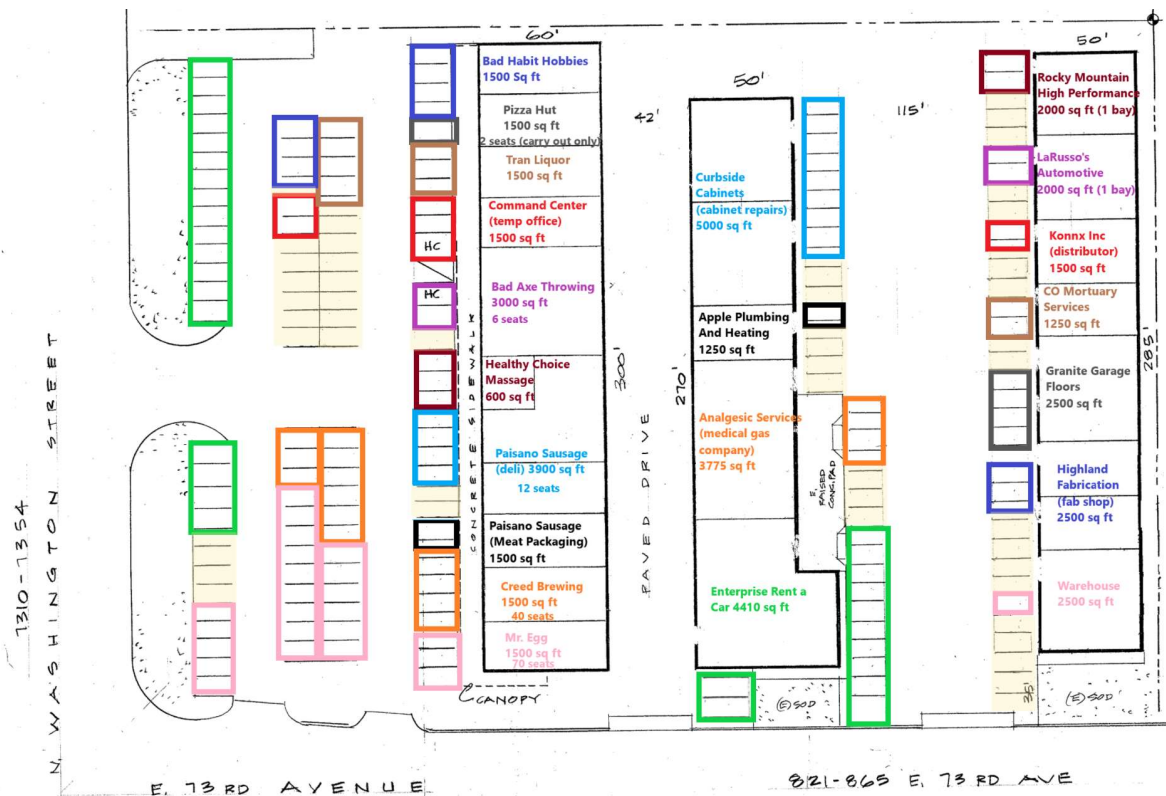 60'
Bad Habit Hobbies
1500 Sq ft
Pizza Hut
1500 sq ft
2 seats (carry out only)
Tran Liquor
1500 sq ft
Command Center
(temp office)
1500 sq ft
HC
HC
Bad Axe Throwing
3000 sq ft
6 seats
Healthy Choice
Massage
600 sq ft
Paisano Sausage
(deli) 3900 sq ft
12 seats
Paisano Sausage
(Meat Packaging)
1500 sq ft
Creed Brewing
1500 sq ft
40 seats
Mr. Egg
1500 sq ft
70 seats
CONCRETE SIDEWALK
CANOPY
300'
42'
PAVED DRIVE
270'
50'
Curbside
Cabinets
(cabinet repairs)
5000 sq ft
Apple Plumbing
And Heating
1250 sq ft
Analgesic Services
(medical gas
company)
3775 sq ft
Enterprise Rent a
Car 4410 sq ft
E.
RAISED
CONC. PAD
(E) SOD
115'
50'
Rocky Mountain
High Performance
2000 sq ft (1 bay)
LaRusso's
Automotive
2000 sq ft (1 bay)
Konnx Inc
(distributor)
1500 sq ft
CO Mortuary
Services
1250 sq ft
Granite Garage
Floors
2500 sq ft
Highland
Fabrication
(fab shop)
2500 sq ft
Warehouse
2500 sq ft
285'
35'
(E) SOD
7310-7354
N WASHINGTON STREET
E. 73RD AVENUE
821-865 E. 73RD AVE